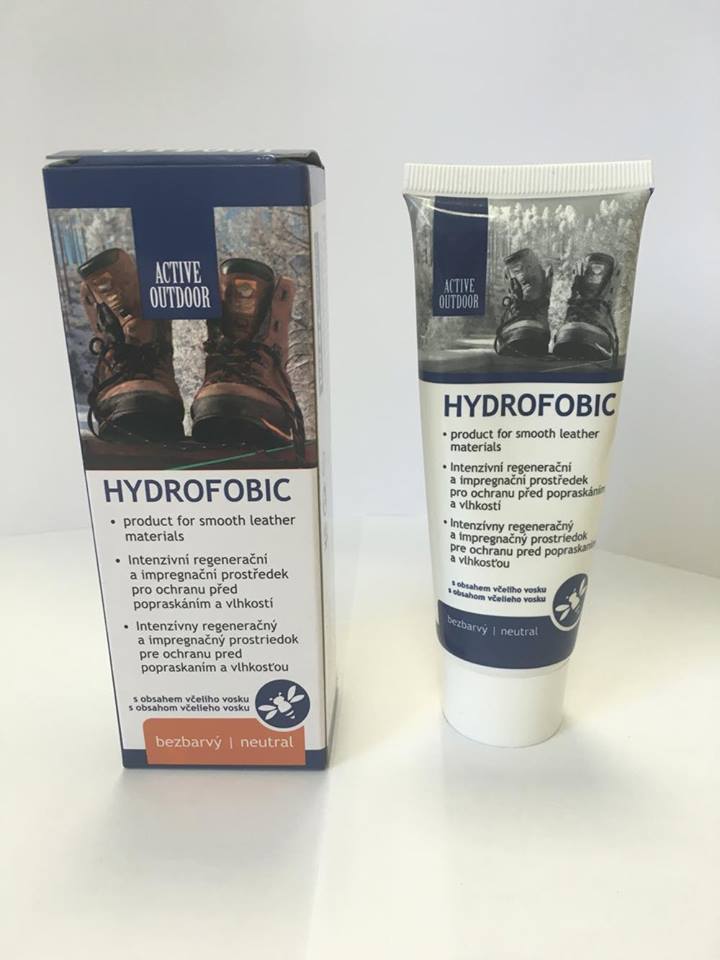 OUTDOOR
ACTIVE
OUTDOOR
HYDROFOBIC
• product for smooth leather
materials
• Intenzivní regenerační
a impregnační prostředek
pro ochranu před
popraskáním a vlhkostí
• Intenzívny regeneračný
a impregnačný prostriedok
pre ochranu pred
popraskaním a vlhkosťou
s obsahem včelího vosku
s obsahom včelieho vosku
bezbarvý | neutral
ACTIVE
OUTDOOR
HYDROFOBIC
• product for smooth leather
materials
• Intenzivní regenerační
a impregnační prostředek
pro ochranu před popraskáním
a vlhkostí
• Intenzívny regeneračný
a impregnačný prostriedok
pre ochranu pred popraskaním
a vlhkosťou
s obsahem včelího vosku
s obsahom včelieho vosku
bezbarvý | neutral